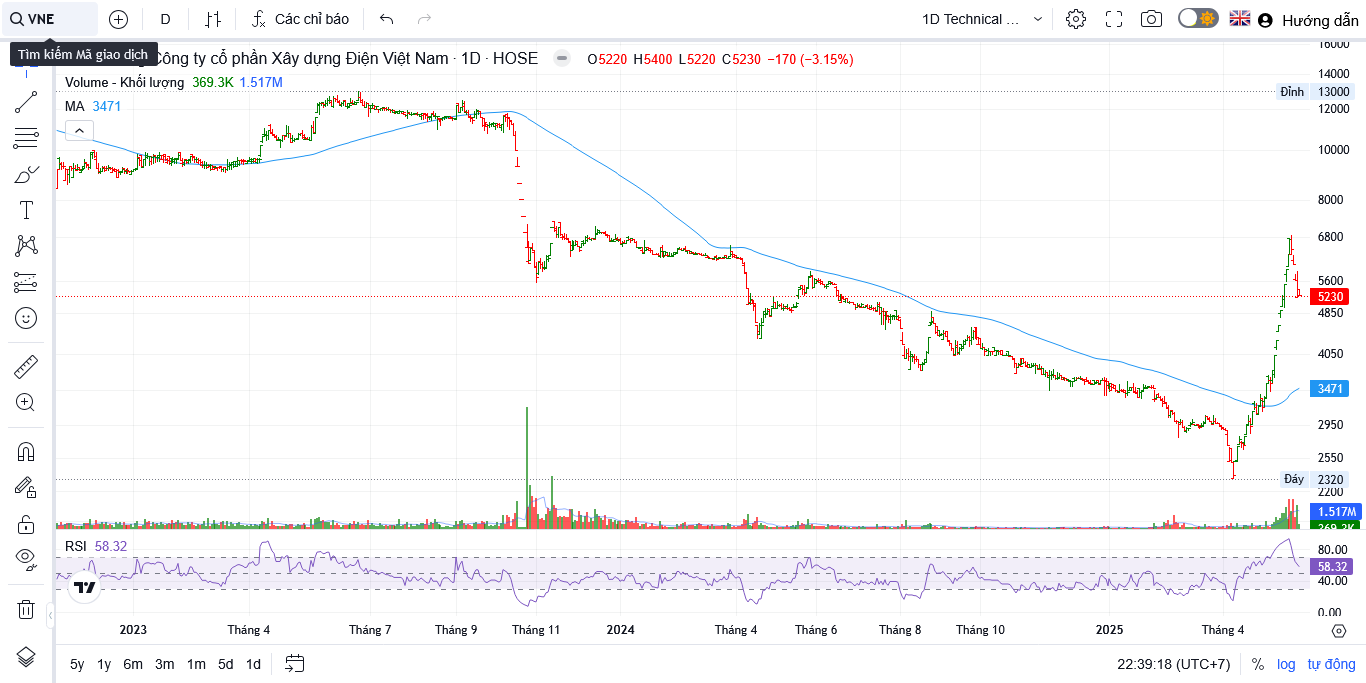 VNE
D
Các chỉ báo
1D Technical ...
Hướng dẫn
Tìm kiếm Mã giao dịch
Công ty cổ phần Xây dựng Điện Việt Nam · 1D · HOSE
O5220 H5400 L5220 C5230 −170 (−3.15%)
Volume - Khối lượng 369.3K 1.517M
MA 3471
16000
14000
Đỉnh 13000
12000
10000
8000
6800
5600
5230
4850
4050
3471
2950
2550
Đáy 2320
2200
1.517M
369.3K
RSI 58.32
80.00
58.32
40.00
0.00
2023 Tháng 4 Tháng 7 Tháng 9 Tháng 11 2024 Tháng 4 Tháng 6 Tháng 8 Tháng 10 2025 Tháng 4
5y 1y 6m 3m 1m 5d 1d
22:39:18 (UTC+7) % log tự động